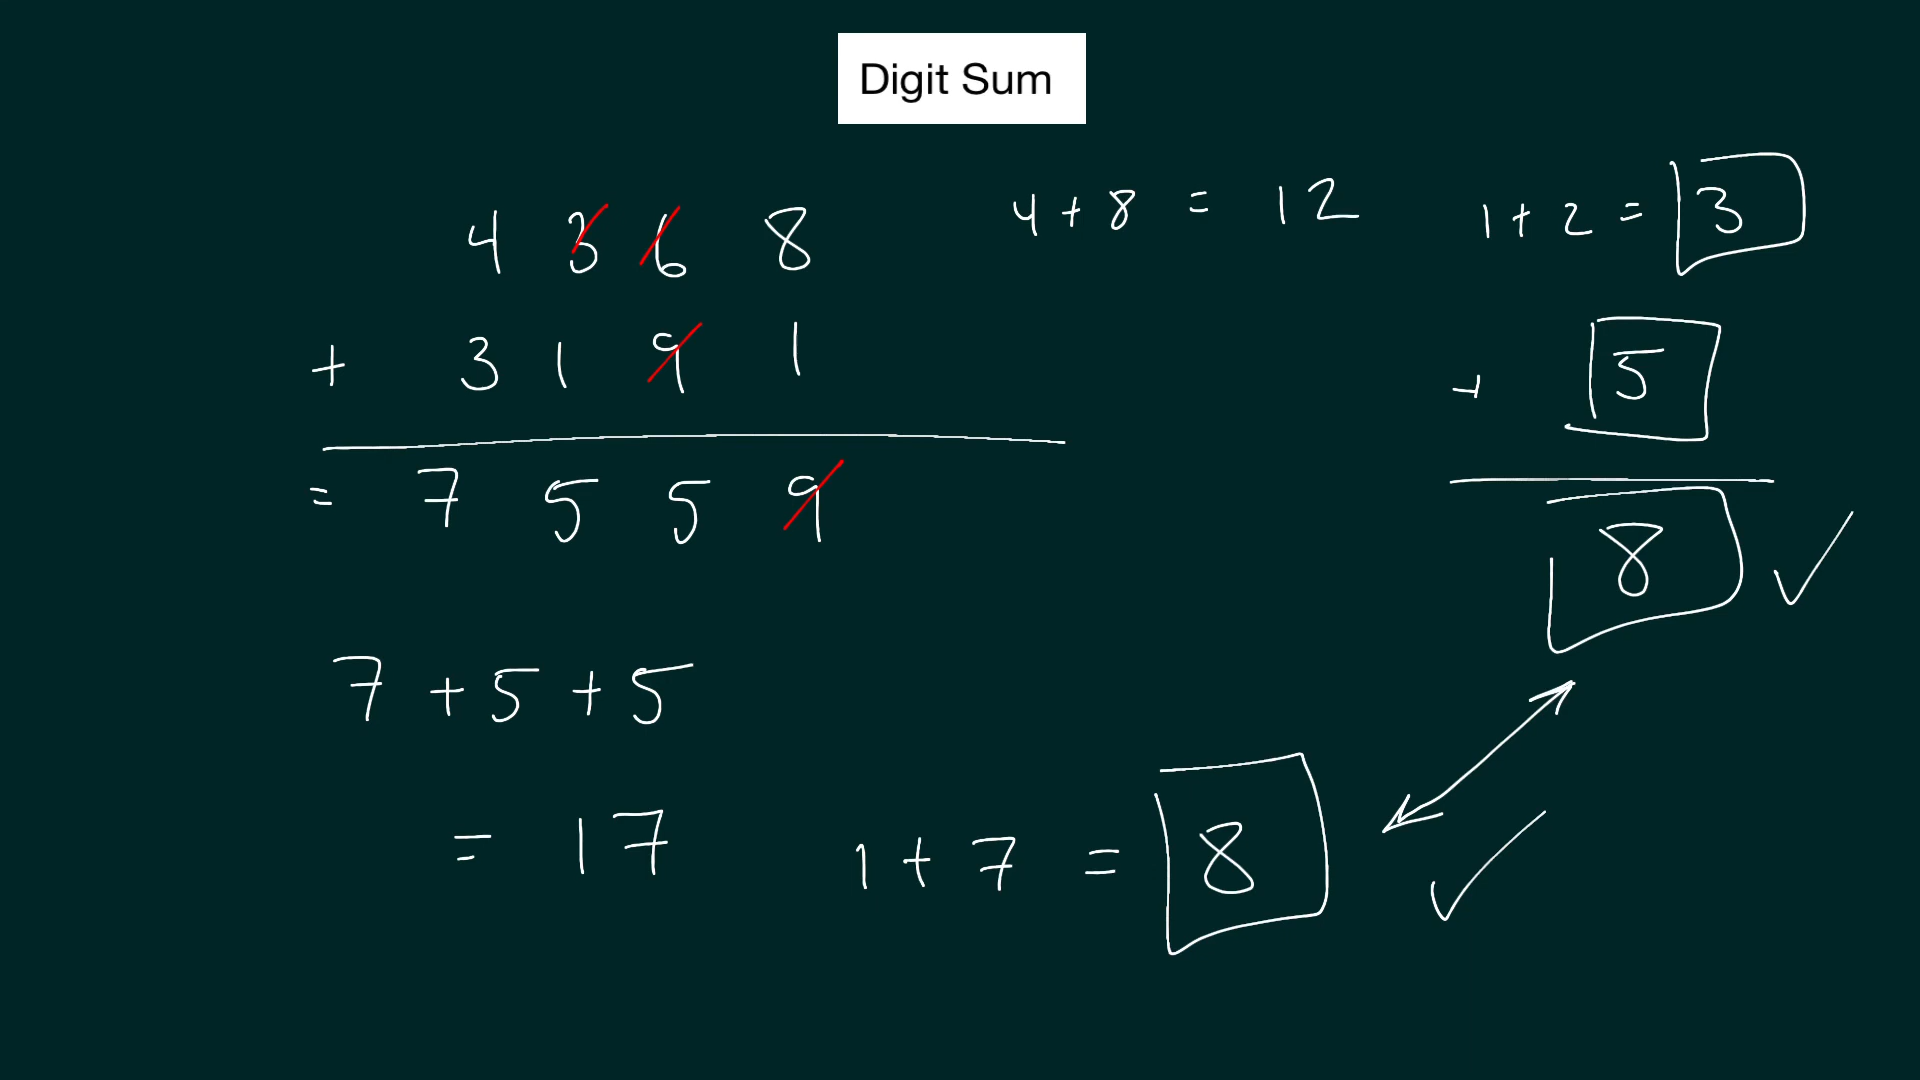 Digit Sum
4 3 6 8
4 + 8 = 12
1 + 2 = 3
+ 3 1 9 1
+ 5
= 7 5 5 9
8
7 + 5 + 5
= 17
1 + 7 = 8